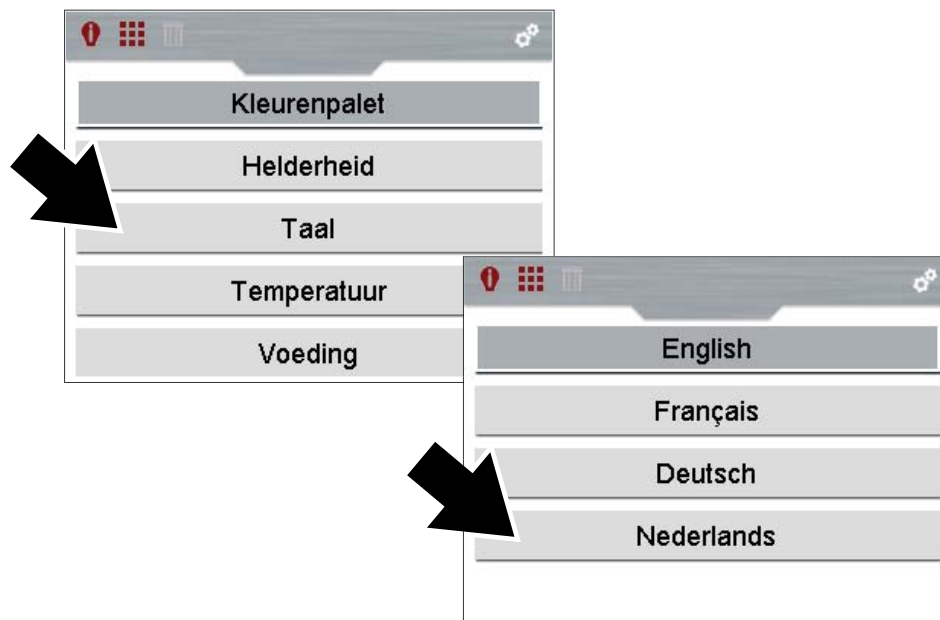 Kleurenpalet
Helderheid
Taal
Temperatuur
Voeding
English
Français
Deutsch
Nederlands